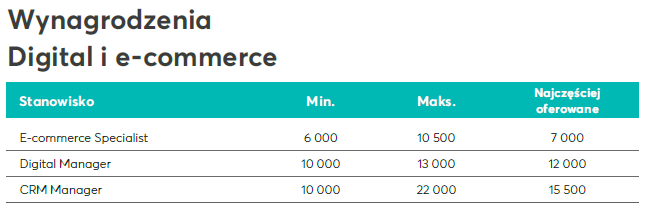 Wynagrodzenia
Digital i e-commerce
Stanowisko Min. Maks. Najczęściej oferowane
E-commerce Specialist 6 000 10 500 7 000
Digital Manager 10 000 13 000 12 000
CRM Manager 10 000 22 000 15 500